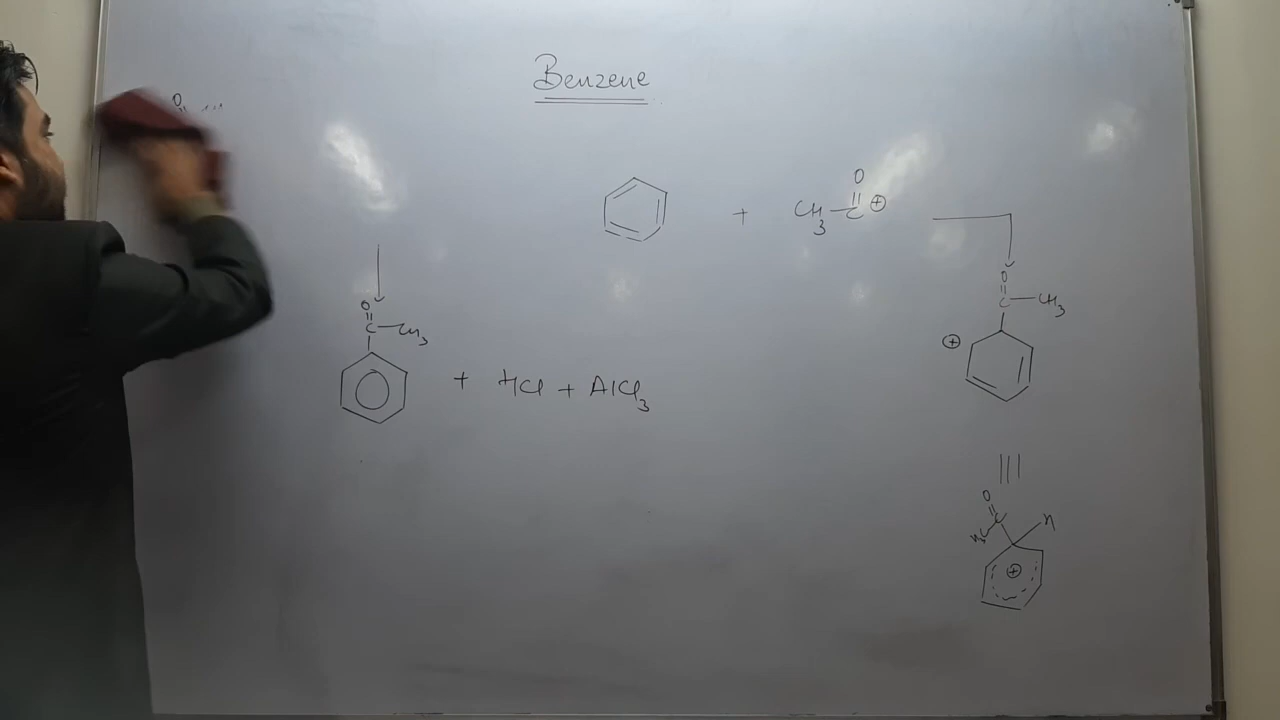 Benzene
O
+ CH3 – C ⊕
O
C – CH3
⊕
O
C – CH3
+ HCl + AlCl3
O
C
H
H3C
⊕